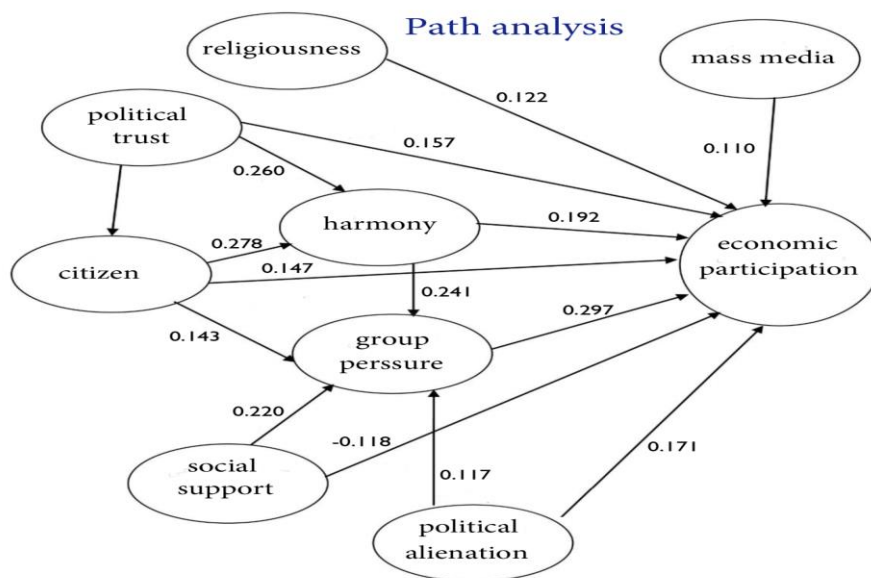 Path analysis
religiousness
mass media
0.122
political
trust
0.157
0.110
0.260
harmony
0.192
economic
participation
0.278
citizen
0.147
0.241
0.297
0.143
group
perssure
0.220
-0.118
0.171
social
support
0.117
political
alienation